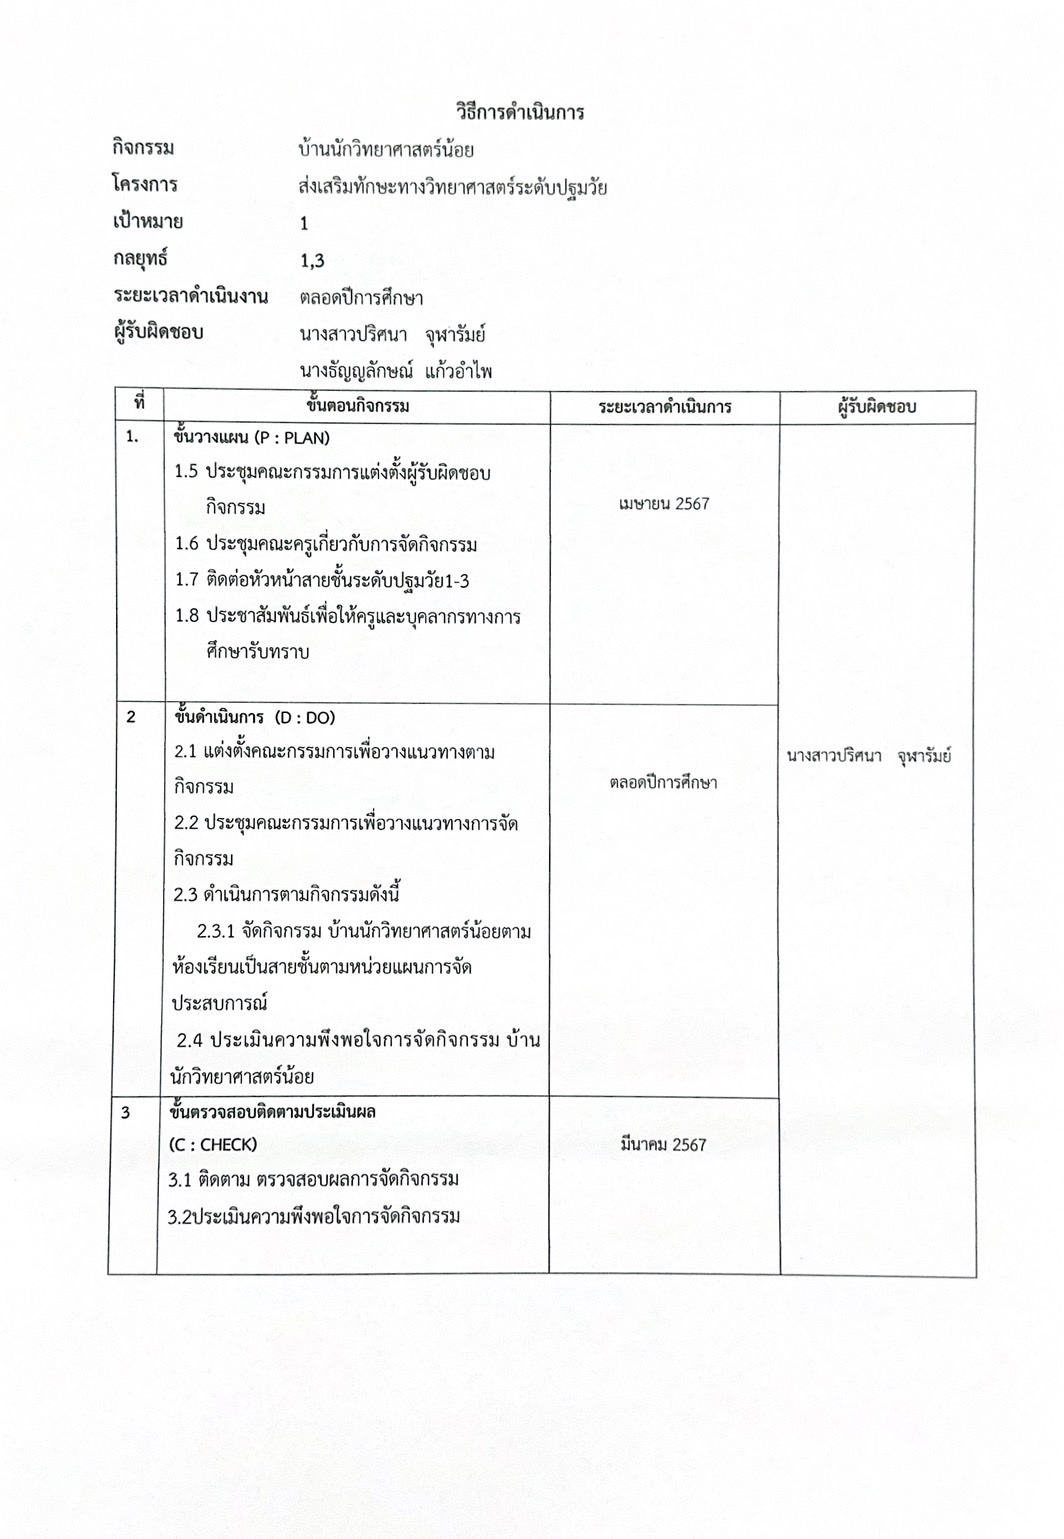 วิธีการดำเนินการ
กิจกรรม บ้านนักวิทยาศาสตร์น้อย
โครงการ ส่งเสริมทักษะทางวิทยาศาสตร์ระดับปฐมวัย
เป้าหมาย 1
กลยุทธ์ 1,3
ระยะเวลาดำเนินงาน ตลอดปีการศึกษา
ผู้รับผิดชอบ นางสาวปริศนา จุฬารัมย์
นางธัญญลักษณ์ แก้วอำไพ
ที่ ขั้นตอนกิจกรรม ระยะเวลาดำเนินการ ผู้รับผิดชอบ
1. ขั้นวางแผน (P : PLAN)
1.5 ประชุมคณะกรรมการแต่งตั้งผู้รับผิดชอบ
กิจกรรม
เมษายน 2567
1.6 ประชุมคณะครูเกี่ยวกับการจัดกิจกรรม
1.7 ติดต่อหัวหน้าสายชั้นระดับปฐมวัย1-3
1.8 ประชาสัมพันธ์เพื่อให้ครูและบุคลากรทางการ
ศึกษารับทราบ
2 ขั้นดำเนินการ (D : DO)
2.1 แต่งตั้งคณะกรรมการเพื่อวางแนวทางตาม
กิจกรรม
ตลอดปีการศึกษา
นางสาวปริศนา จุฬารัมย์
2.2 ประชุมคณะกรรมการเพื่อวางแนวทางการจัด
กิจกรรม
2.3 ดำเนินการตามกิจกรรมดังนี้
2.3.1 จัดกิจกรรม บ้านนักวิทยาศาสตร์น้อยตาม
ห้องเรียนเป็นสายชั้นตามหน่วยแผนการจัด
ประสบการณ์
2.4 ประเมินความพึงพอใจการจัดกิจกรรม บ้าน
นักวิทยาศาสตร์น้อย
3 ขั้นตรวจสอบติดตามประเมินผล
(C : CHECK)
มีนาคม 2567
3.1 ติดตาม ตรวจสอบผลการจัดกิจกรรม
3.2ประเมินความพึงพอใจการจัดกิจกรรม